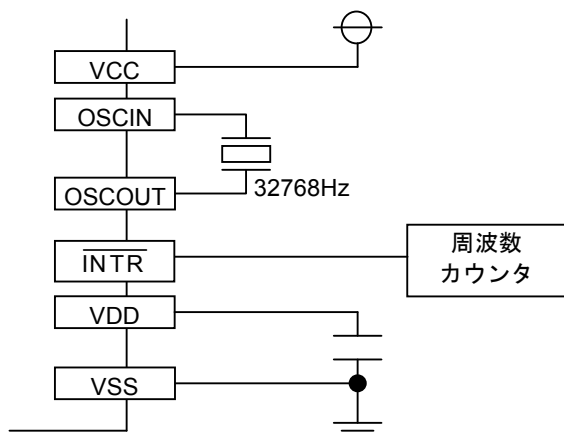 VCC
OSCIN
OSCOUT
32768Hz
INTR
周波数
カウンタ
VDD
VSS